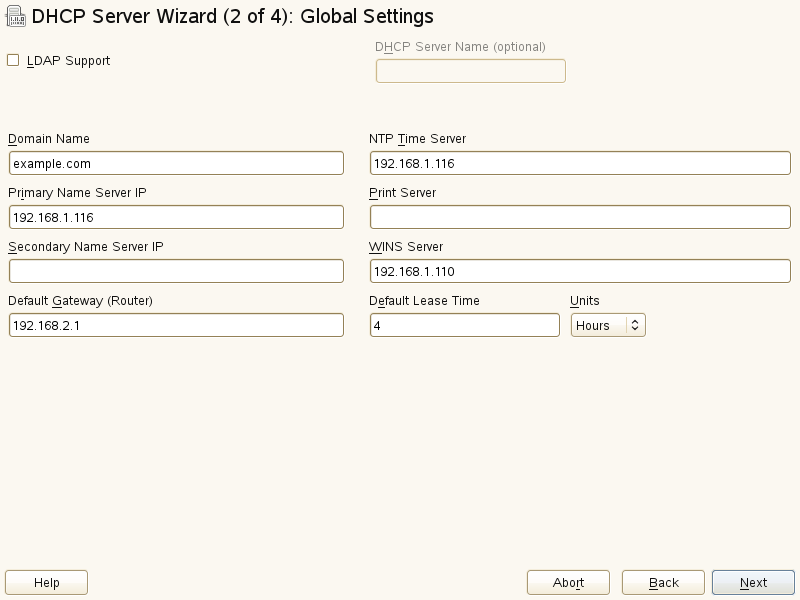 DHCP Server Wizard (2 of 4): Global Settings
LDAP Support
DHCP Server Name (optional)
Domain Name
example.com
NTP Time Server
192.168.1.116
Primary Name Server IP
192.168.1.116
Print Server
Secondary Name Server IP
WINS Server
192.168.1.110
Default Gateway (Router)
192.168.2.1
Default Lease Time
4
Units
Hours
Help
Abort
Back
Next